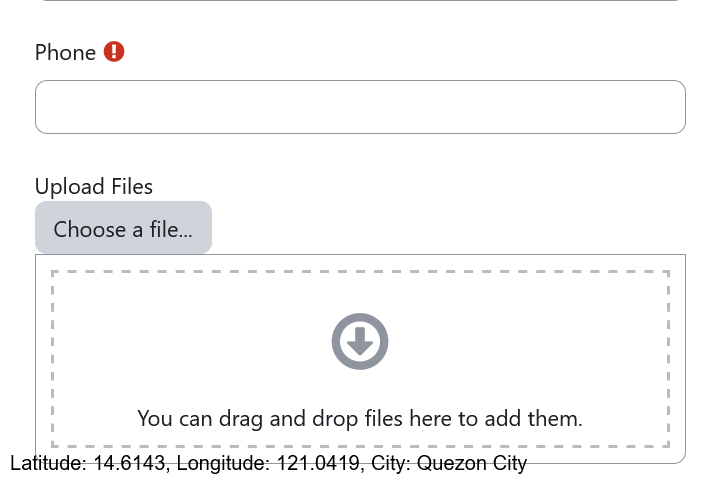 Phone
Upload Files
Choose a file...
You can drag and drop files here to add them.
Latitude: 14.6143, Longitude: 121.0419, City: Quezon City